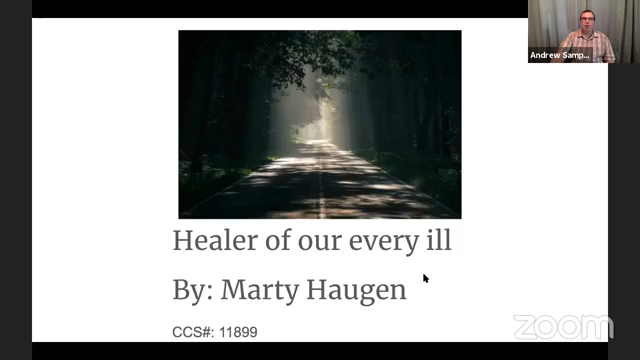 Andrew Samp...
Healer of our every ill
By: Marty Haugen
CCS#: 11899
zoom